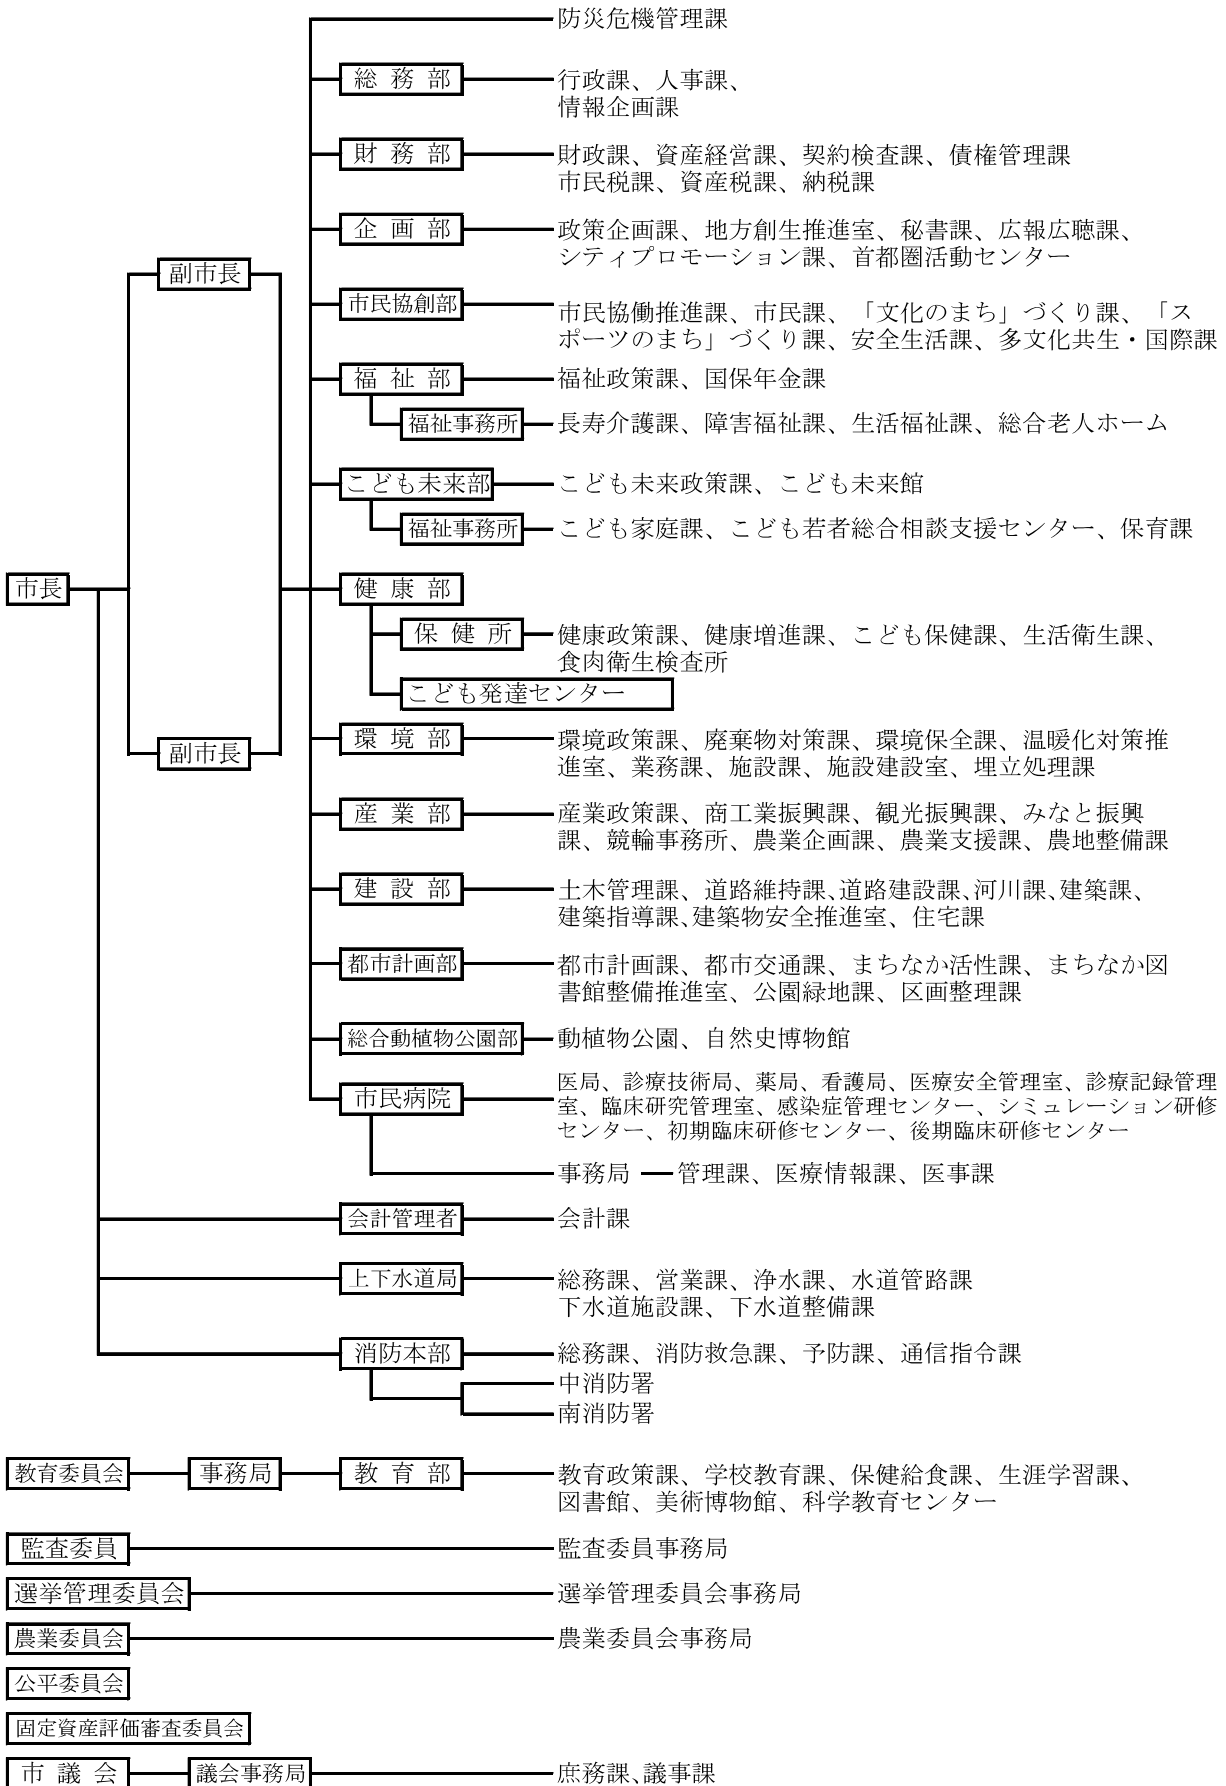 防災危機管理課
総務部
行政課、人事課、
情報企画課
財務部
財政課、資産経営課、契約検査課、債権管理課
市民税課、資産税課、納税課
企画部
政策企画課、地方創生推進室、秘書課、広報広聴課、
シティプロモーション課、首都圏活動センター
副市長
市民協創部
市民協働推進課、市民課、「文化のまち」づくり課、「ス
ポーツのまち」づくり課、安全生活課、多文化共生・国際課
福祉部
福祉政策課、国保年金課
福祉事務所
長寿介護課、障害福祉課、生活福祉課、総合老人ホーム
こども未来部
こども未来政策課、こども未来館
福祉事務所
こども家庭課、こども若者総合相談支援センター、保育課
市長
健康部
保健所
健康政策課、健康増進課、こども保健課、生活衛生課、
食肉衛生検査所
こども発達センター
副市長
環境部
環境政策課、廃棄物対策課、環境保全課、温暖化対策推
進室、業務課、施設課、施設建設室、埋立処理課
産業部
産業政策課、商工業振興課、観光振興課、みなと振興
課、競輪事務所、農業企画課、農業支援課、農地整備課
建設部
土木管理課、道路維持課、道路建設課、河川課、建築課、
建築指導課、建築物安全推進室、住宅課
都市計画部
都市計画課、都市交通課、まちなか活性課、まちなか図
書館整備推進室、公園緑地課、区画整理課
総合動植物公園部
動植物公園、自然史博物館
市民病院
医局、診療技術局、薬局、看護局、医療安全管理室、診療記録管理
室、臨床研究管理室、感染症管理センター、シミュレーション研修
センター、初期臨床研修センター、後期臨床研修センター
事務局
管理課、医療情報課、医事課
会計管理者
会計課
上下水道局
総務課、営業課、浄水課、水道管路課
下水道施設課、下水道整備課
消防本部
総務課、消防救急課、予防課、通信指令課
中消防署
南消防署
教育委員会
事務局
教育部
教育政策課、学校教育課、保健給食課、生涯学習課、
図書館、美術博物館、科学教育センター
監査委員
監査委員事務局
選挙管理委員会
選挙管理委員会事務局
農業委員会
農業委員会事務局
公平委員会
固定資産評価審査委員会
市議会
議会事務局
庶務課、議事課